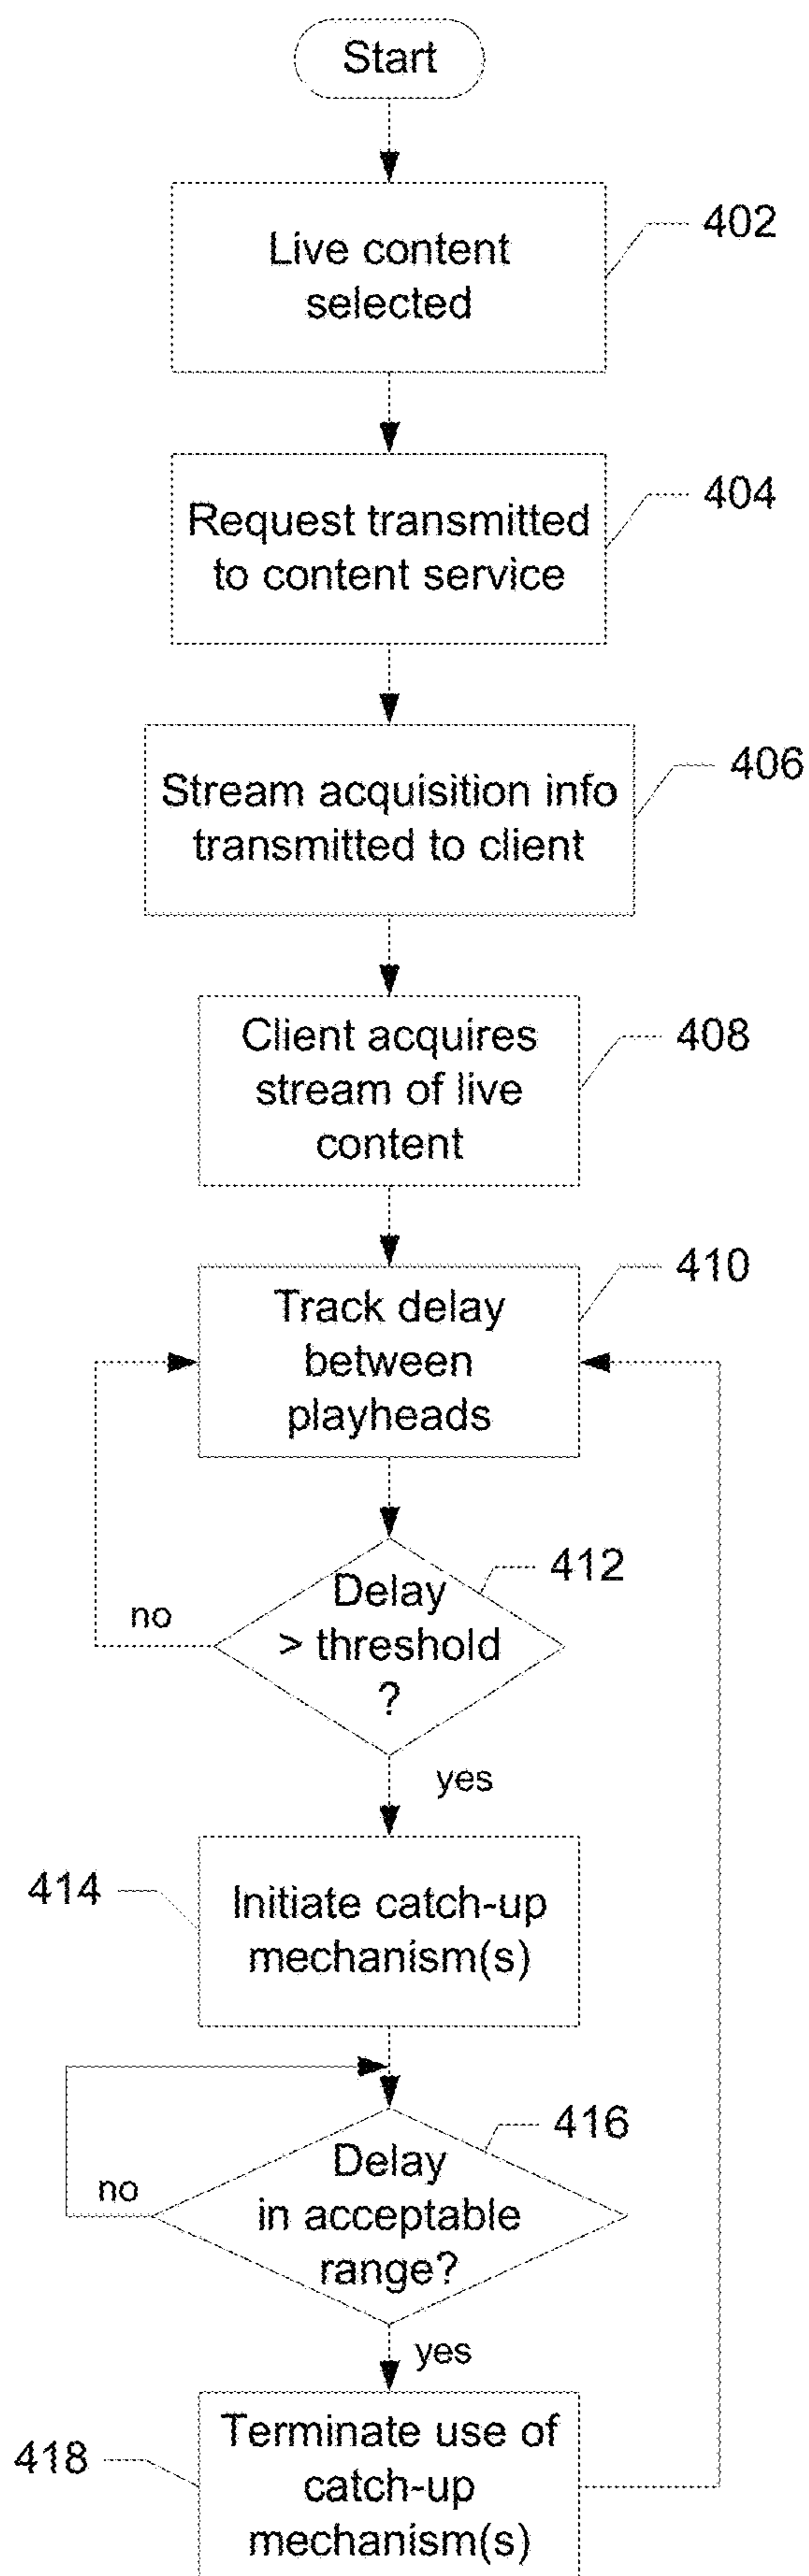 Start
Live content
selected
402
Request transmitted
to content service
404
Stream acquisition info
transmitted to client
406
Client acquires
stream of live
content
408
Track delay
between
playheads
410
Delay
> threshold
?
412
no
yes
Initiate catch-up
mechanism(s)
414
Delay
in acceptable
range?
416
no
yes
Terminate use of
catch-up
mechanism(s)
418